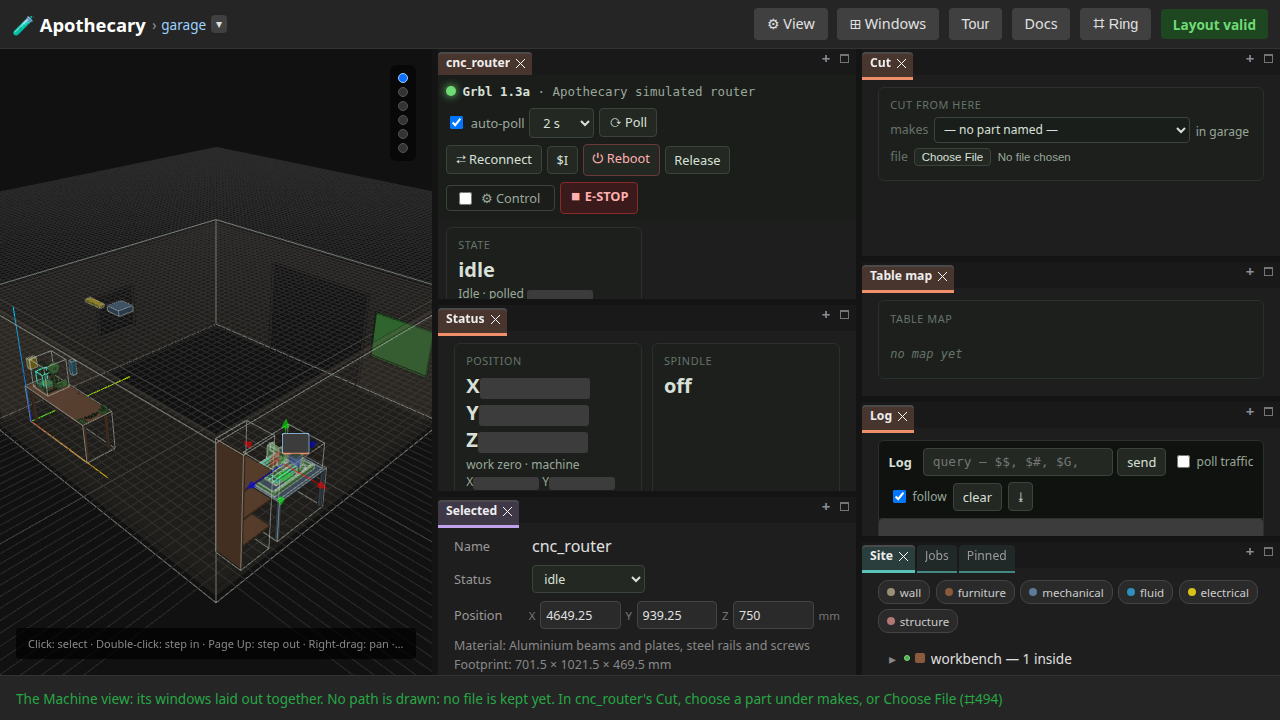 Apothecary › garage ▾
⚙ View
⊞ Windows
Tour
Docs
⌗ Ring
Layout valid
Click: select · Double-click: step in · Page Up: step out · Right-drag: pan ·...
cnc_router
Grbl 1.3a · Apothecary simulated router
auto-poll 2 s ⟳ Poll
⇄ Reconnect $I ⏻ Reboot Release
⚙ Control ■ E-STOP
STATE
idle
Idle · polled
Status
POSITION
X
Y
Z
work zero · machine
X Y
SPINDLE
off
Selected
Name cnc_router
Status idle
Position X 4649.25 Y 939.25 Z 750 mm
Material: Aluminium beams and plates, steel rails and screws
Footprint: 701.5 × 1021.5 × 469.5 mm
Cut
CUT FROM HERE
makes — no part named — in garage
file Choose File No file chosen
Table map
TABLE MAP
no map yet
Log
Log query — $$, $#, $G, send poll traffic
follow clear ⤓
Site Jobs Pinned
wall furniture mechanical fluid electrical
structure
▸ workbench — 1 inside
The Machine view: its windows laid out together. No path is drawn: no file is kept yet. In cnc_router's Cut, choose a part under makes, or Choose File (⌗494)